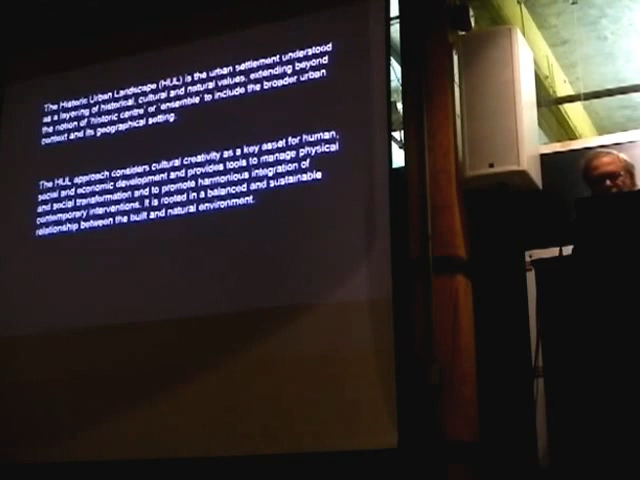 The Historic Urban Landscape (HUL) is the urban settlement understood
as a layering of historical, cultural and natural values, extending beyond
the notion of 'historic centre' or 'ensemble' to include the broader urban
context and its geographical setting.
The HUL approach considers cultural creativity as a key asset for human,
social and economic development and provides tools to manage physical
and social transformation and to promote harmonious integration of
contemporary interventions. It is rooted in a balanced and sustainable
relationship between the built and natural environment.